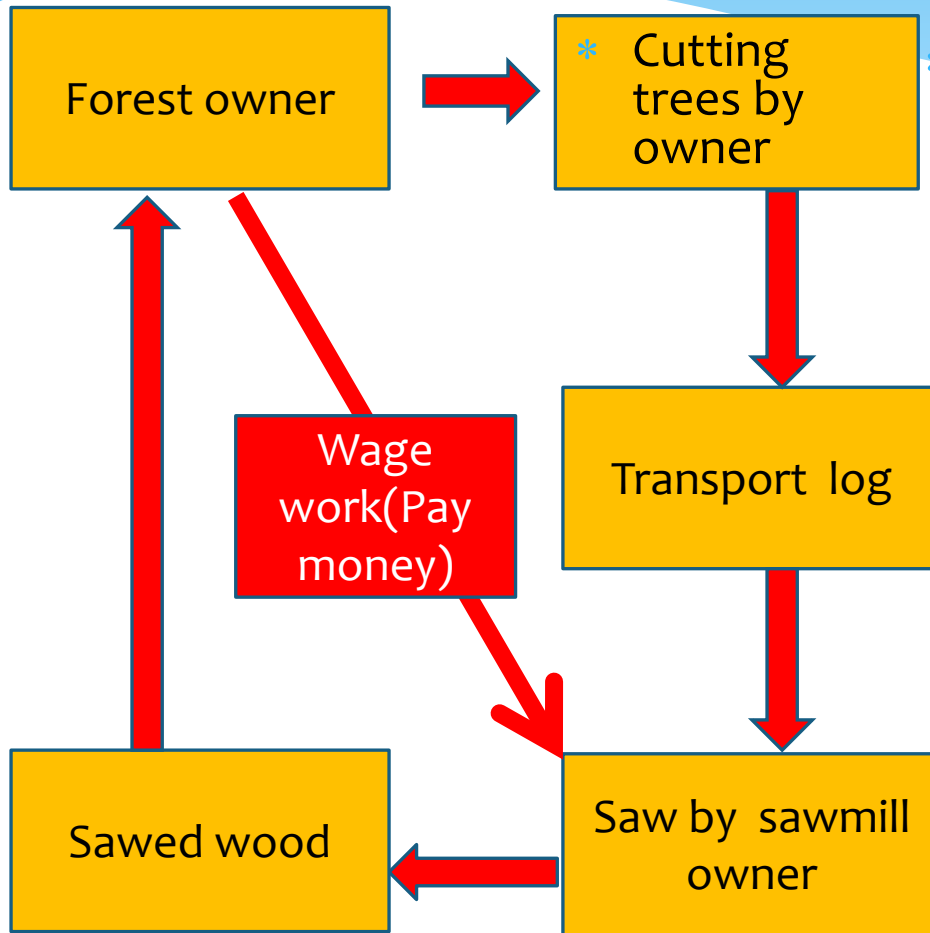 Forest owner
* Cutting
trees by
owner
Wage
work(Pay
money)
Transport log
Sawed wood
Saw by sawmill
owner